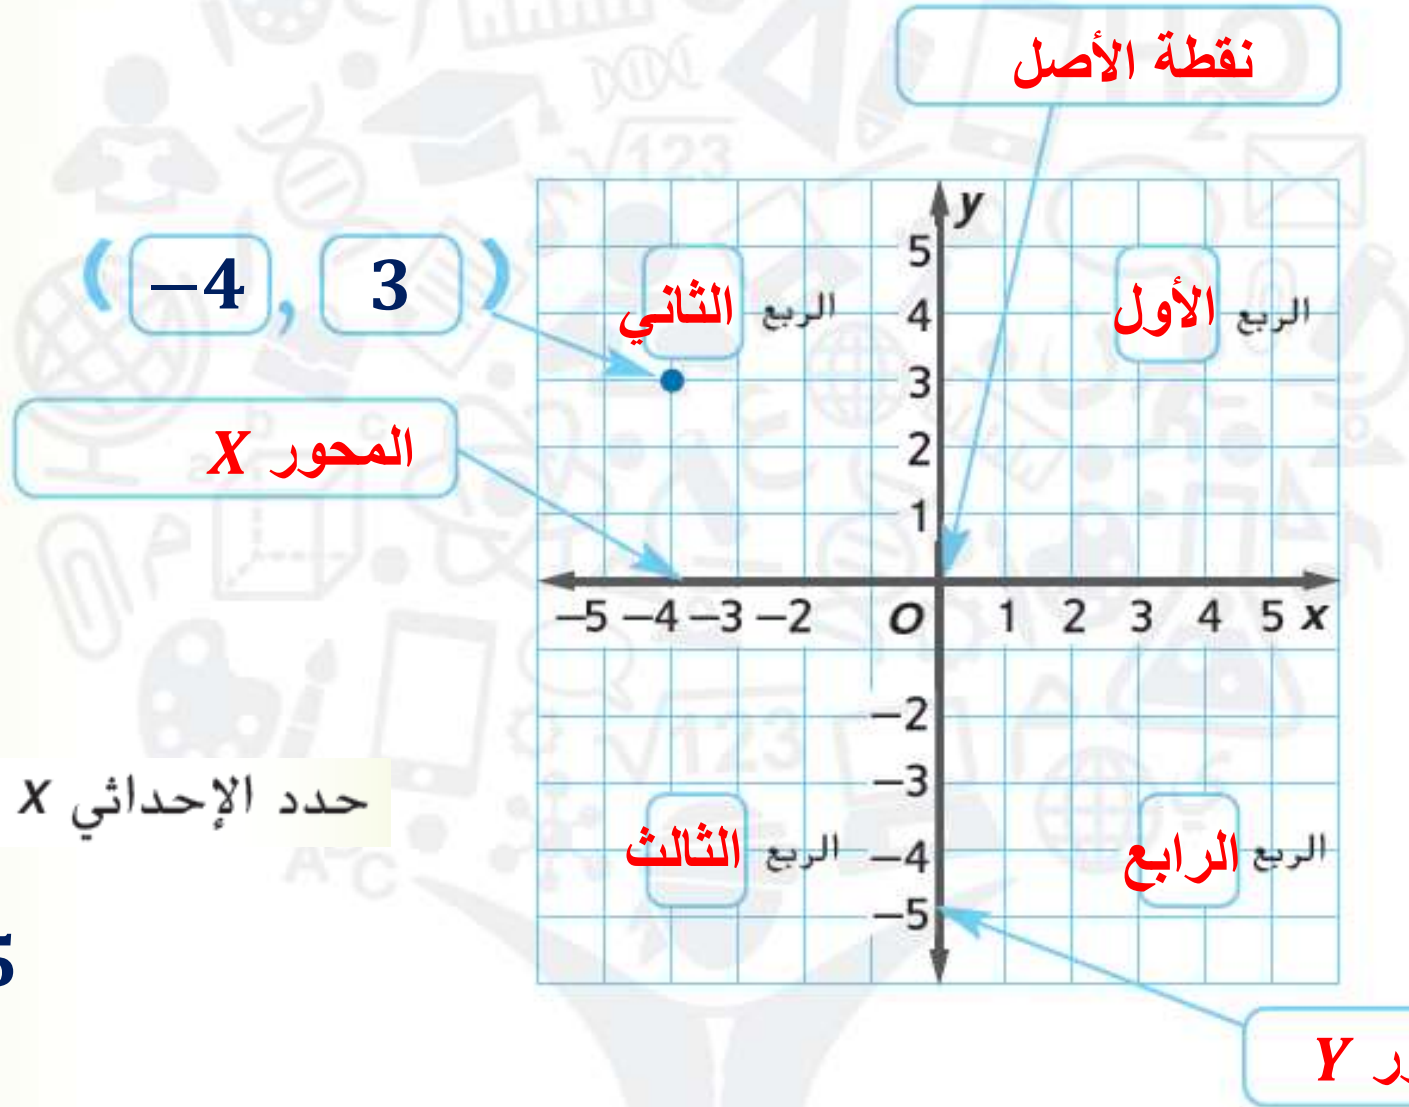 نقطة الأصل
( −4 , 3 )
y
5
الربع الثاني
4
الربع الأول
3
2
المحور X
1
−5 −4 −3 −2 O 1 2 3 4 5 x
−2
−3
حدد الإحداثي x
الربع الثالث
−4
الربع الرابع
−5
Y